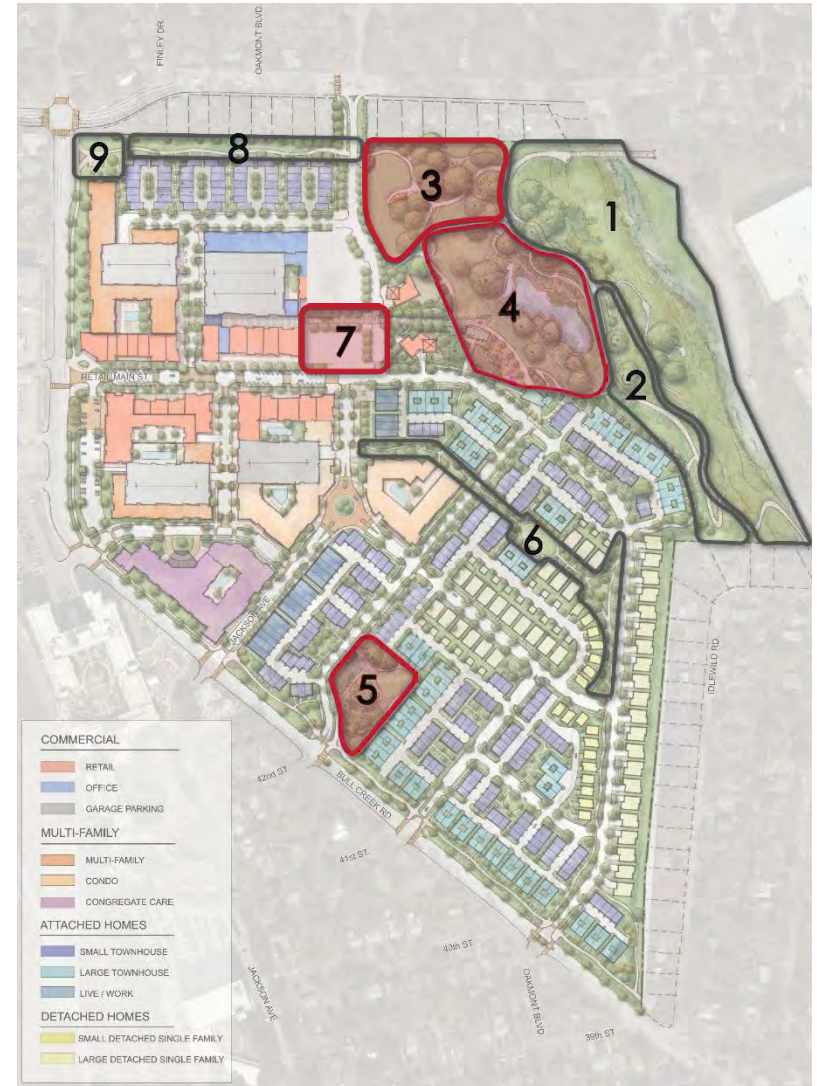 FINLEY DR.
OAKMONT BLVD.
9
8
3
1
4
7
2
RETAIL MAIN ST.
6
5
JACKSON AVE
IDLEWILD RD
42nd ST.
BULL CREEK RD
41st ST.
40th ST.
JACKSON AVE
OAKMONT BLVD
39th ST.
COMMERCIAL
RETAIL
OFFICE
GARAGE PARKING
MULTI-FAMILY
MULTI-FAMILY
CONDO
CONGREGATE CARE
ATTACHED HOMES
SMALL TOWNHOUSE
LARGE TOWNHOUSE
LIVE / WORK
DETACHED HOMES
SMALL DETACHED SINGLE FAMILY
LARGE DETACHED SINGLE FAMILY